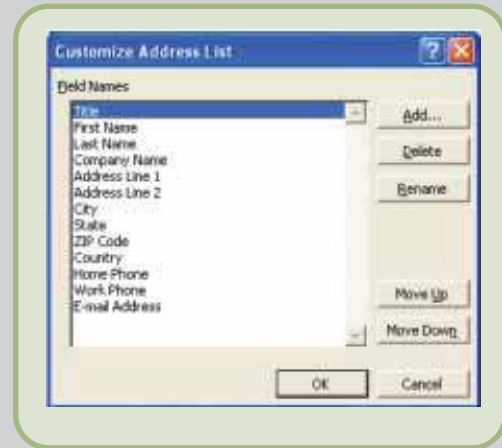 Customize Address List
Field Names
Title
First Name
Last Name
Company Name
Address Line 1
Address Line 2
City
State
ZIP Code
Country
Home Phone
Work Phone
E-mail Address
Add...
Delete
Rename
Move Up
Move Down
OK
Cancel